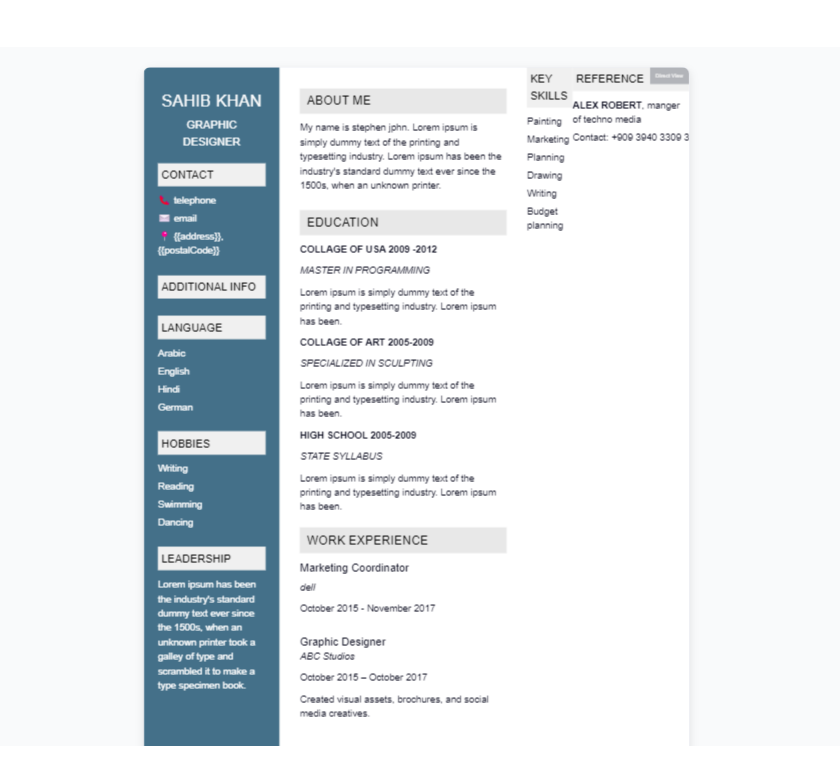 SAHIB KHAN
GRAPHIC
DESIGNER
CONTACT
telephone
email
{{address}},
{{postalCode}}
ADDITIONAL INFO
LANGUAGE
Arabic
English
Hindi
German
HOBBIES
Writing
Reading
Swimming
Dancing
LEADERSHIP
Lorem ipsum has been
the industry's standard
dummy text ever since
the 1500s, when an
unknown printer took a
galley of type and
scrambled it to make a
type specimen book.
ABOUT ME
My name is stephen jphn. Lorem ipsum is
simply dummy text of the printing and
typesetting industry. Lorem ipsum has been the
industry's standard dummy text ever since the
1500s, when an unknown printer.
EDUCATION
COLLAGE OF USA 2009 -2012
MASTER IN PROGRAMMING
Lorem ipsum is simply dummy text of the
printing and typesetting industry. Lorem ipsum
has been.
COLLAGE OF ART 2005-2009
SPECIALIZED IN SCULPTING
Lorem ipsum is simply dummy text of the
printing and typesetting industry. Lorem ipsum
has been.
HIGH SCHOOL 2005-2009
STATE SYLLABUS
Lorem ipsum is simply dummy text of the
printing and typesetting industry. Lorem ipsum
has been.
WORK EXPERIENCE
Marketing Coordinator
dell
October 2015 - November 2017
Graphic Designer
ABC Studios
October 2015 – October 2017
Created visual assets, brochures, and social
media creatives.
KEY
SKILLS
Painting
Marketing
Planning
Drawing
Writing
Budget
planning
REFERENCE
ALEX ROBERT, manger
of techno media
Contact: +909 3940 3309 3